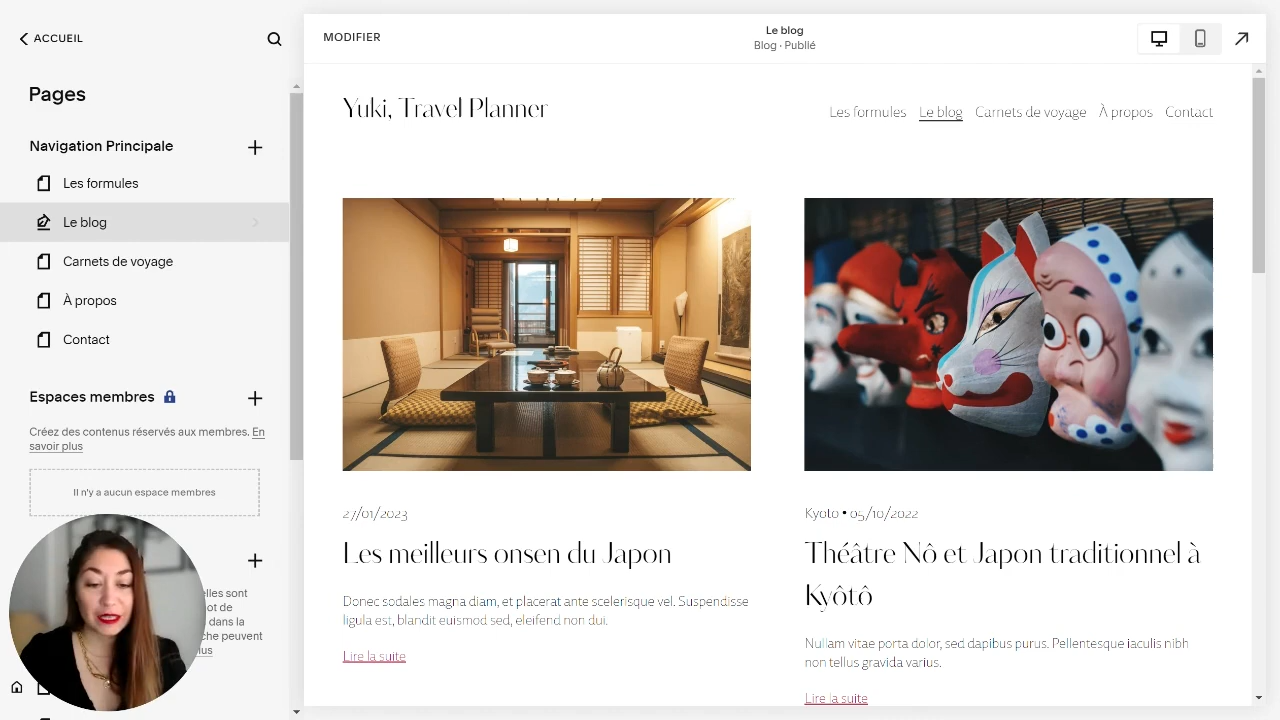 ACCUEIL
Pages
Navigation Principale
Les formules
Le blog
Carnets de voyage
À propos
Contact
Espaces membres
Créez des contenus réservés aux membres. En
savoir plus
Il n'y a aucun espace membres
elles sont
dans la
peuvent
MODIFIER
Le blog
Blog · Publié
Yuki, Travel Planner
Les formules
Le blog
Carnets de voyage
À propos
Contact
27/01/2023
Les meilleurs onsen du Japon
Donec sodales magna diam, et placerat ante scelerisque vel. Suspendisse
ligula est, blandit euismod sed, eleifend non dui.
Lire la suite
Kyoto • 05/10/2022
Théâtre Nô et Japon traditionnel à
Kyôtô
Nullam vitae porta dolor, sed dapibus purus. Pellentesque iaculis nibh
non tellus gravida varius.
Lire la suite